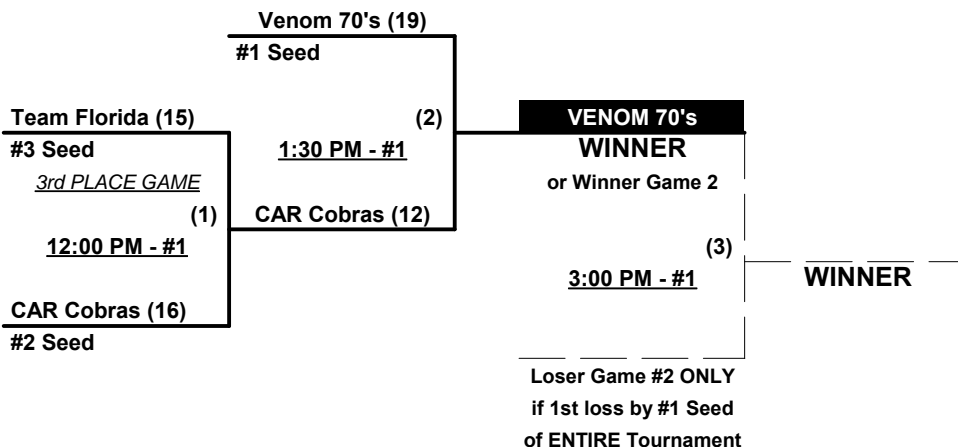 Venom 70's (19)
#1 Seed
Team Florida (15)
#3 Seed
3rd PLACE GAME
(1)
12:00 PM - #1
CAR Cobras (16)
#2 Seed
(2)
1:30 PM - #1
CAR Cobras (12)
VENOM 70's
WINNER
or Winner Game 2
(3)
3:00 PM - #1
WINNER
Loser Game #2 ONLY
if 1st loss by #1 Seed
of ENTIRE Tournament